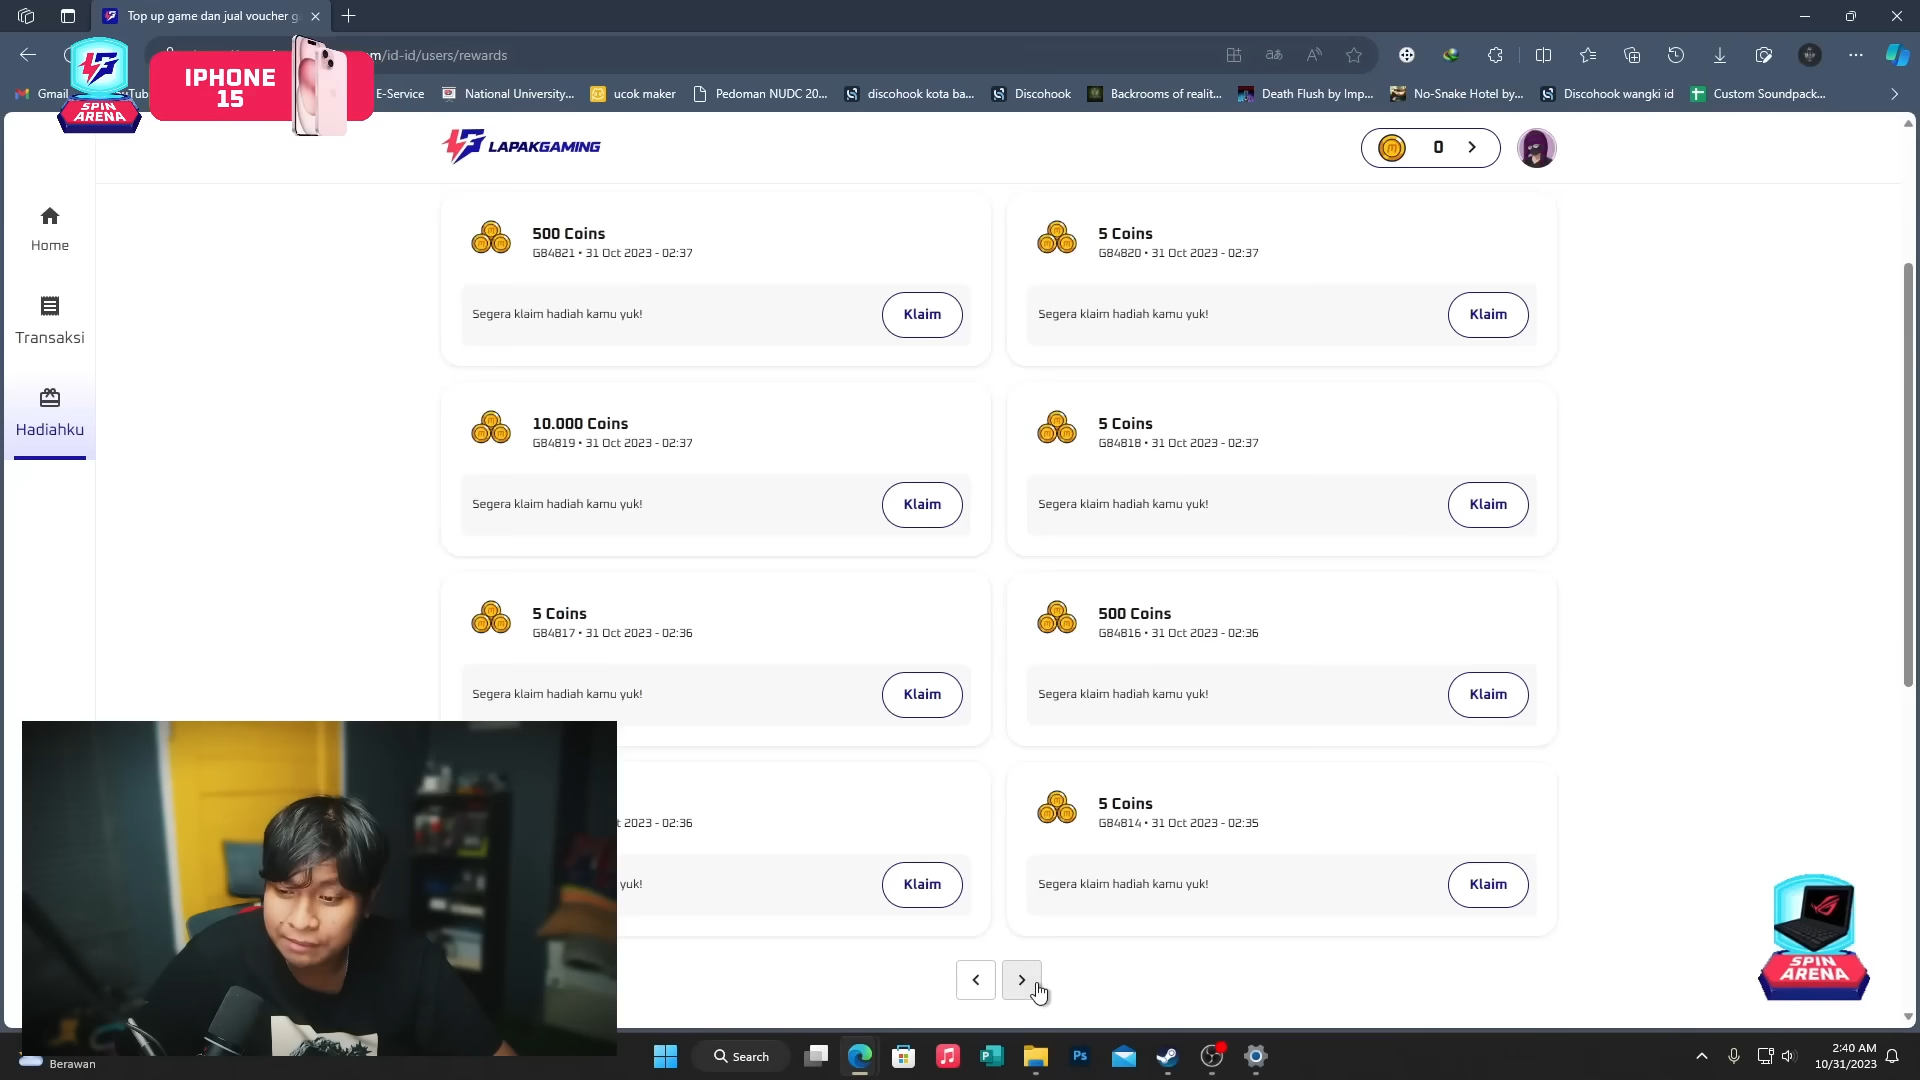 Top up game dan jual voucher g
m/id-id/users/rewards
Gmail
E-Service
National University...
ucok maker
Pedoman NUDC 20...
discohook kota ba...
Discohook
Backrooms of realit...
Death Flush by Imp...
No-Snake Hotel by...
Discohook wangki id
Custom Soundpack...
SPIN
ARENA
IPHONE
15
LAPAKGAMING
0
Home
Transaksi
Hadiahku
500 Coins
GB4821 • 31 Oct 2023 - 02:37
Segera klaim hadiah kamu yuk!
Klaim
5 Coins
GB4820 • 31 Oct 2023 - 02:37
Segera klaim hadiah kamu yuk!
Klaim
10.000 Coins
GB4819 • 31 Oct 2023 - 02:37
Segera klaim hadiah kamu yuk!
Klaim
5 Coins
GB4818 • 31 Oct 2023 - 02:37
Segera klaim hadiah kamu yuk!
Klaim
5 Coins
GB4817 • 31 Oct 2023 - 02:36
Segera klaim hadiah kamu yuk!
Klaim
500 Coins
GB4816 • 31 Oct 2023 - 02:36
Segera klaim hadiah kamu yuk!
Klaim
t 2023 - 02:36
yuk!
Klaim
5 Coins
GB4814 • 31 Oct 2023 - 02:35
Segera klaim hadiah kamu yuk!
Klaim
SPIN
ARENA
Berawan
Search
Ps
2:40 AM
10/31/2023